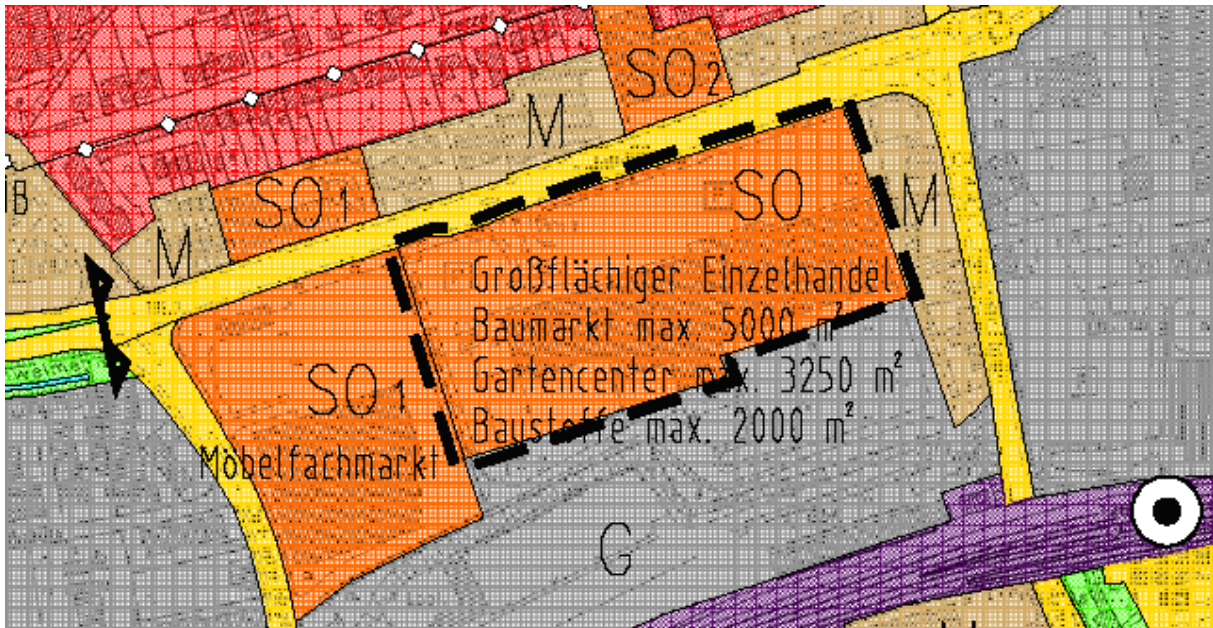 SO2
M
SO1
M
SO
M
Großflächiger Einzelhandel
Baumarkt max. 5000 m²
Gartencenter max. 3250 m²
Baustoffe max. 2000 m²
SO1
Möbelfachmarkt
G